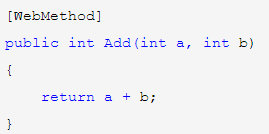 [WebMethod]
public int Add(int a, int b)
{
    return a + b;
}